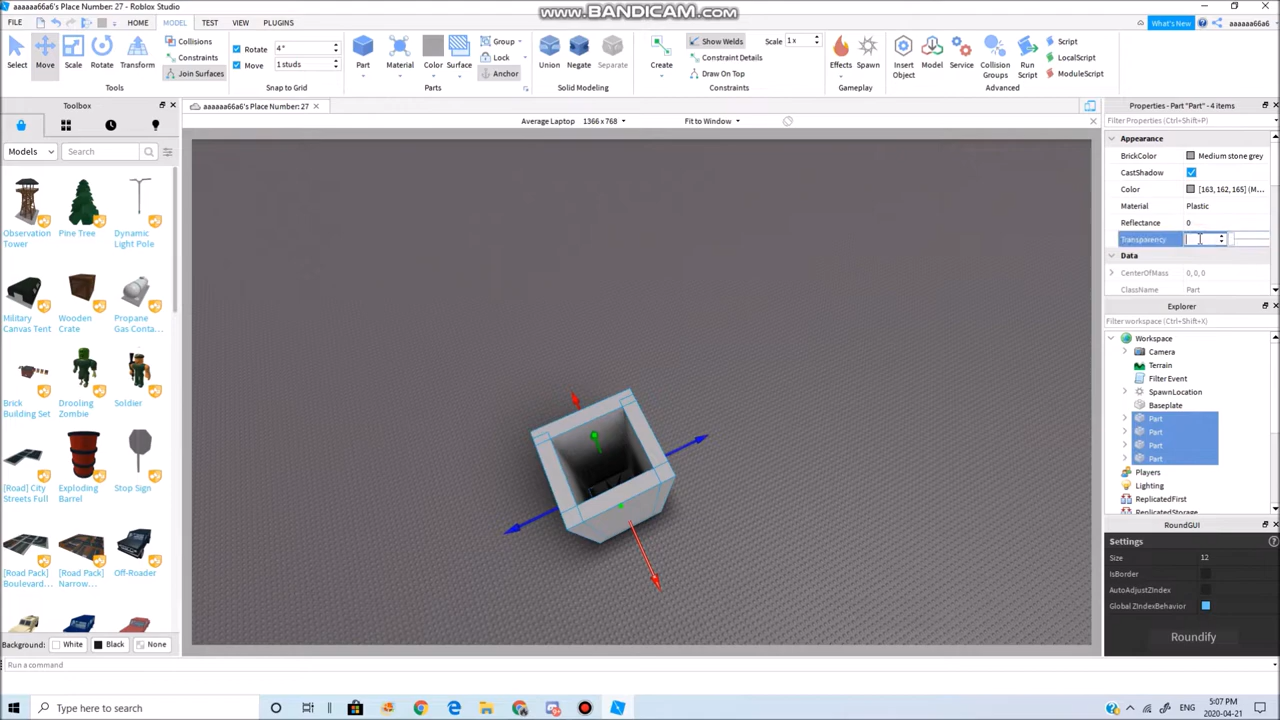 aaaaaa66a6's Place Number: 27 - Roblox Studio
www.BANDICAM.com
FILE
HOME
MODEL
TEST
VIEW
PLUGINS
What's New
aaaaaa66a6
Select
Move
Scale
Rotate
Transform
Collisions
Constraints
Join Surfaces
Tools
Rotate
4 °
Move
1 studs
Snap to Grid
Part
Material
Color
Surface
Group
Lock
Anchor
Parts
Union
Negate
Separate
Solid Modeling
Create
Show Welds
Scale
1 x
Constraint Details
Draw On Top
Constraints
Effects
Spawn
Gameplay
Insert
Object
Model
Service
Collision
Groups
Run
Script
Script
LocalScript
ModuleScript
Advanced
Toolbox
aaaaaa66a6's Place Number: 27
Average Laptop
1366 x 768
Fit to Window
Models
Search
Observation
Tower
Pine Tree
Dynamic
Light Pole
Military
Canvas Tent
Wooden
Crate
Propane
Gas Conta...
Brick
Building Set
Drooling
Zombie
Soldier
[Road] City
Streets Full
Exploding
Barrel
Stop Sign
[Road Pack]
Boulevard...
[Road Pack]
Narrow...
Off-Roader
Background:
White
Black
None
Run a command
Properties - Part "Part" - 4 items
Filter Properties (Ctrl+Shift+P)
Appearance
BrickColor
Medium stone grey
CastShadow
Color
[163, 162, 165] (M...
Material
Plastic
Reflectance
0
Transparency
Data
CenterOfMass
0, 0, 0
ClassName
Part
Explorer
Filter workspace (Ctrl+Shift+X)
Workspace
Camera
Terrain
Filter Event
SpawnLocation
Baseplate
Part
Part
Part
Part
Players
Lighting
ReplicatedFirst
ReplicatedStorage
RoundGUI
Settings
Size
12
IsBorder
AutoAdjustZIndex
Global ZIndexBehavior
Roundify
Type here to search
ENG
5:07 PM
2020-04-21